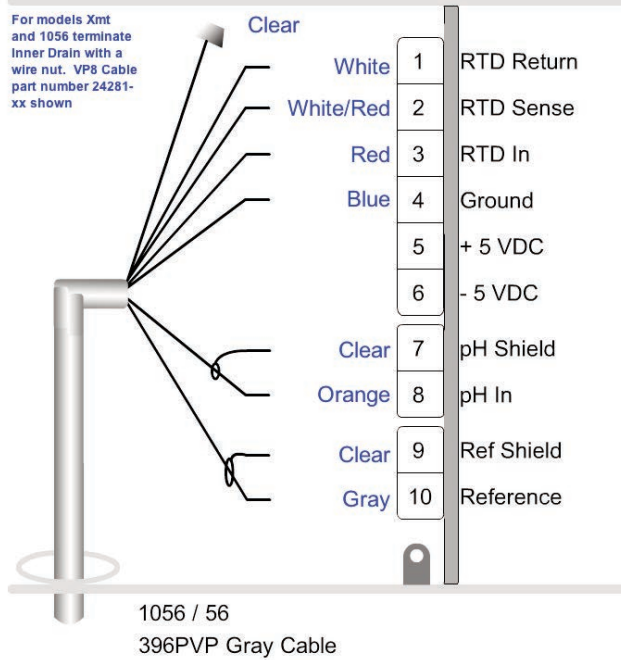 For models Xmt
and 1056 terminate
Inner Drain with a
wire nut. VP8 Cable
part number 24281-
xx shown
Clear
White 1 RTD Return
White/Red 2 RTD Sense
Red 3 RTD In
Blue 4 Ground
5 + 5 VDC
6 - 5 VDC
Clear 7 pH Shield
Orange 8 pH In
Clear 9 Ref Shield
Gray 10 Reference
1056 / 56
396PVP Gray Cable